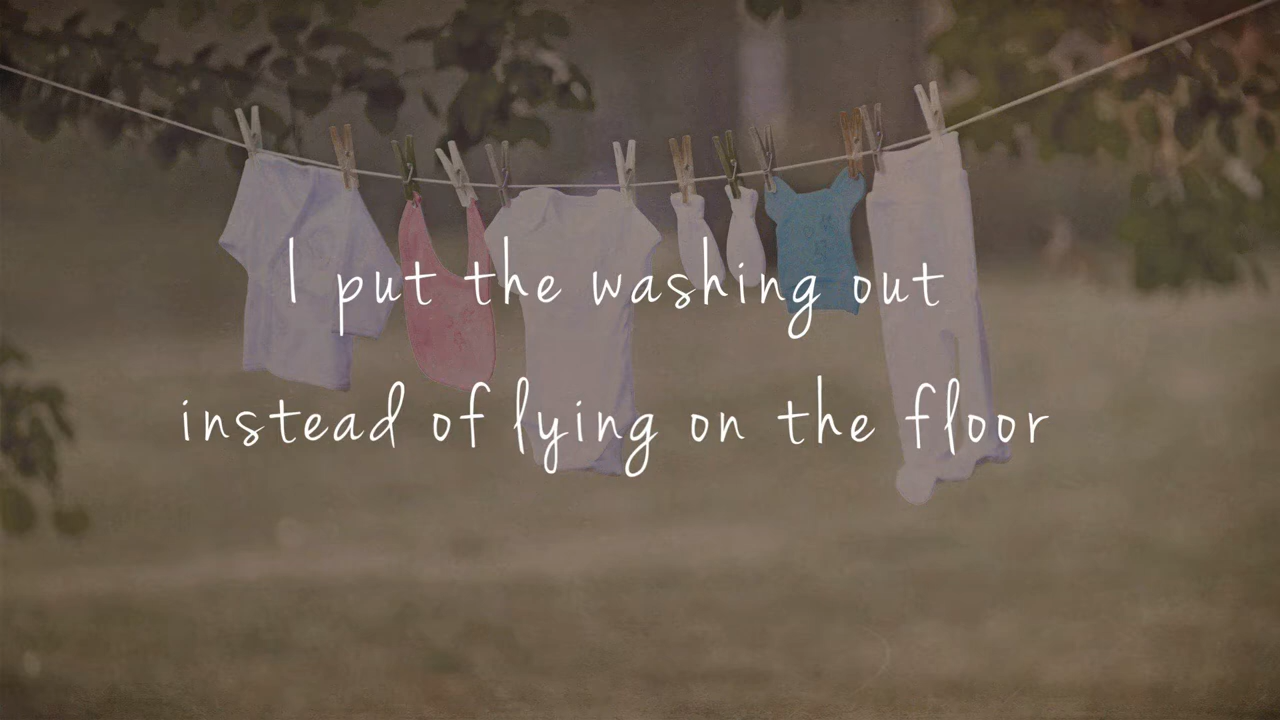 I put the washing out
instead of lying on the floor